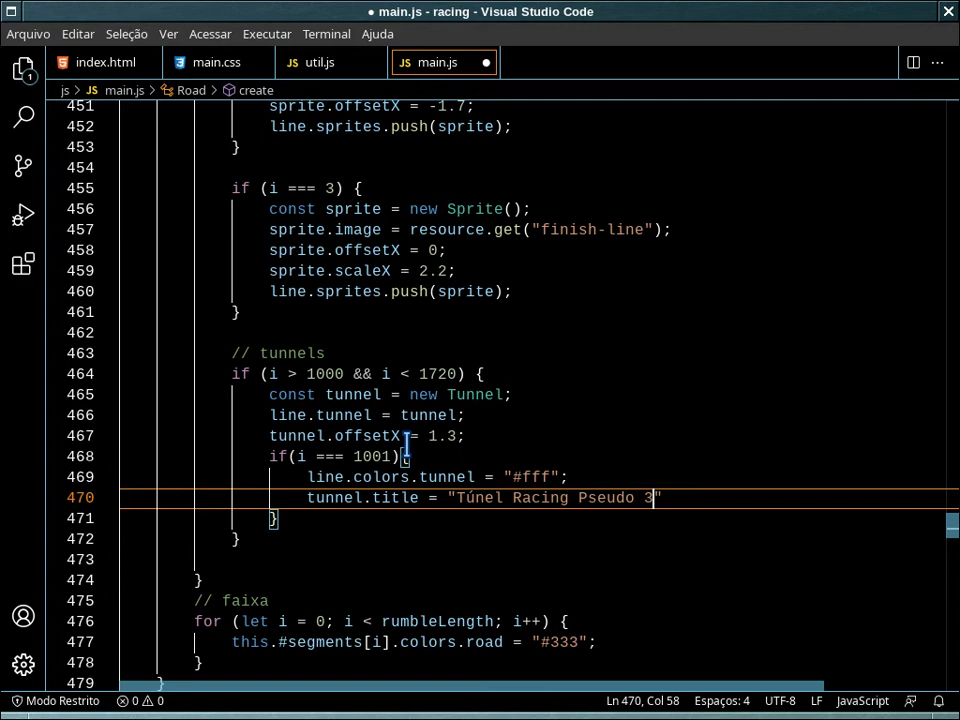 ● main.js - racing - Visual Studio Code
Arquivo Editar Seleção Ver Acessar Executar Terminal Ajuda
index.html main.css JS util.js JS main.js ●
js > JS main.js > Road > create
451 sprite.offsetX = -1.7;
452 line.sprites.push(sprite);
453 }
454
455 if (i === 3) {
456 const sprite = new Sprite();
457 sprite.image = resource.get("finish-line");
458 sprite.offsetX = 0;
459 sprite.scaleX = 2.2;
460 line.sprites.push(sprite);
461 }
462
463 // tunnels
464 if (i > 1000 && i < 1720) {
465 const tunnel = new Tunnel;
466 line.tunnel = tunnel;
467 tunnel.offsetX = 1.3;
468 if(i === 1001){
469 line.colors.tunnel = "#fff";
470 tunnel.title = "Túnel Racing Pseudo 3"
471 }
472 }
473
474 }
475 // faixa
476 for (let i = 0; i < rumbleLength; i++) {
477 this.#segments[i].colors.road = "#333";
478 }
479 }
1
Modo Restrito 0 0 Ln 470, Col 58 Espaços: 4 UTF-8 LF JavaScript